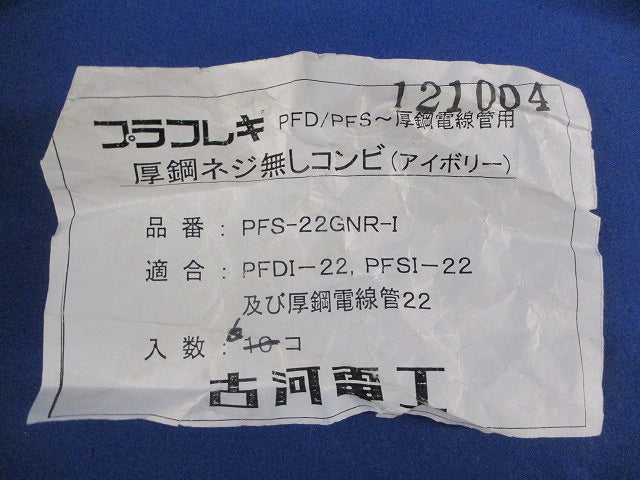 121004
プラフレキ PFD/PFS～厚鋼電線管用
厚鋼ネジ無しコンビ(アイボリー)
品番:PFS-22GNR-I
適合:PFDI-22, PFSI-22
及び厚鋼電線管22
入数:6 10 コ
古河電工